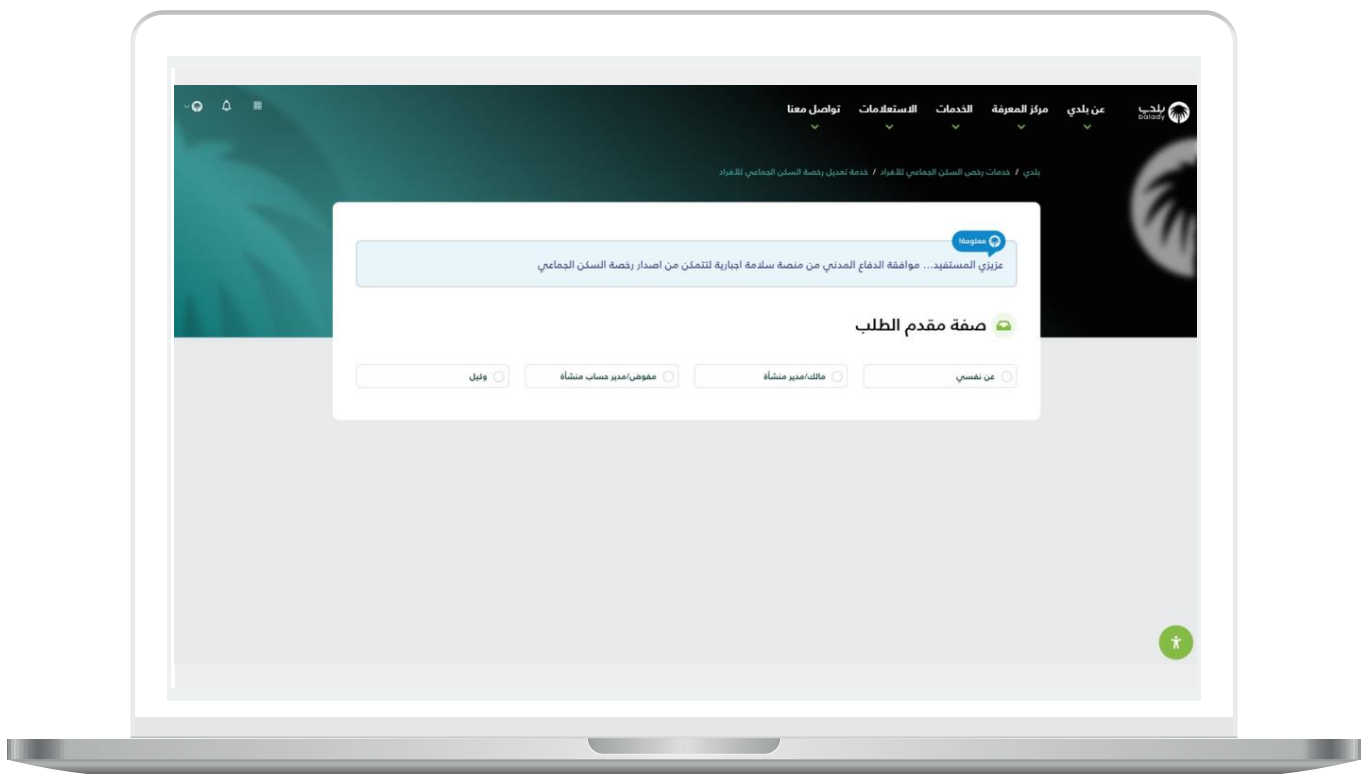 بلدي
balady
عن بلدي
مركز المعرفة
الخدمات
الاستعلامات
تواصل معنا
بلدي / خدمات رخص السكن الجماعي للأفراد / خدمة تعديل رخصة السكن الجماعي للأفراد
معلومة!
عزيزي المستفيد... موافقة الدفاع المدني من منصة سلامة اجبارية لتتمكن من اصدار رخصة السكن الجماعي
صفة مقدم الطلب
عن نفسي
مالك/مدير منشأة
مفوض/مدير حساب منشأة
وكيل